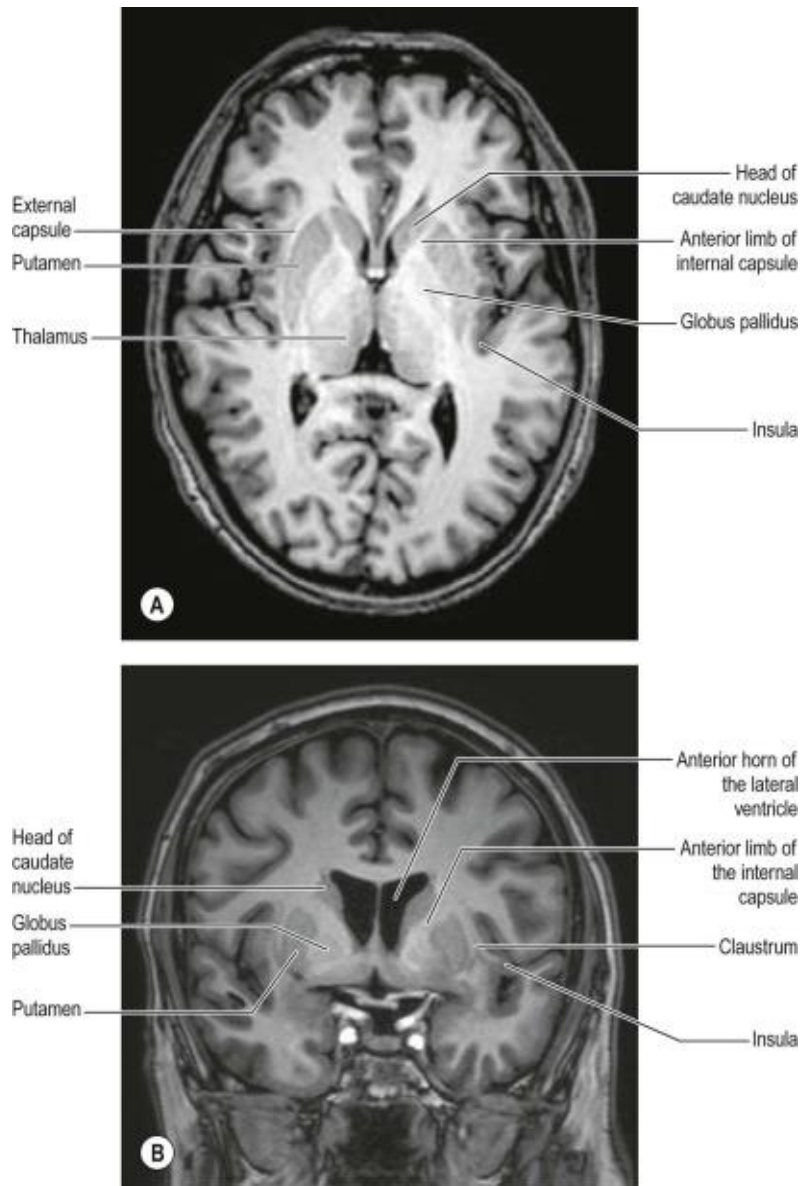 External
capsule
Putamen
Thalamus
Head of
caudate nucleus
Anterior limb of
internal capsule
Globus pallidus
Insula
A
Head of
caudate
nucleus
Globus
pallidus
Putamen
Anterior horn of
the lateral
ventricle
Anterior limb of
the internal
capsule
Claustrum
Insula
B